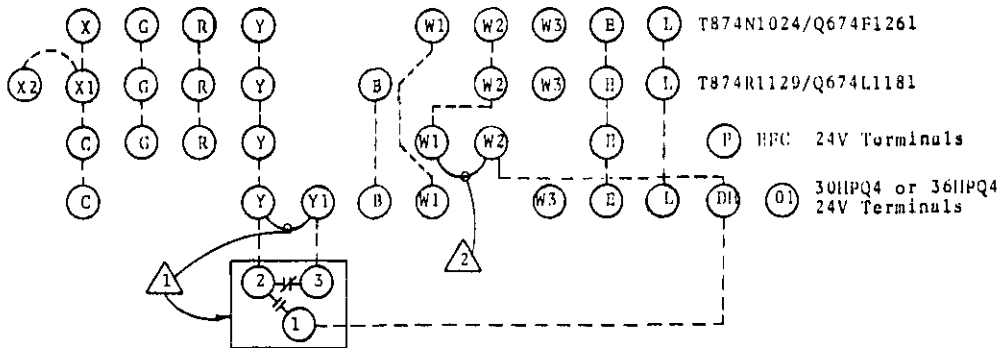 X G R Y W1 W2 W3 E L T874N1024/Q674F1261
X2 X1 G R Y B W2 W3 E L T874R1129/Q674L1181
C G R Y W1 W2 E P HFC 24V Terminals
C Y Y1 B W1 W3 E L DH O1 30HPQ4 or 36HPQ4
24V Terminals
1 2 3 2
1